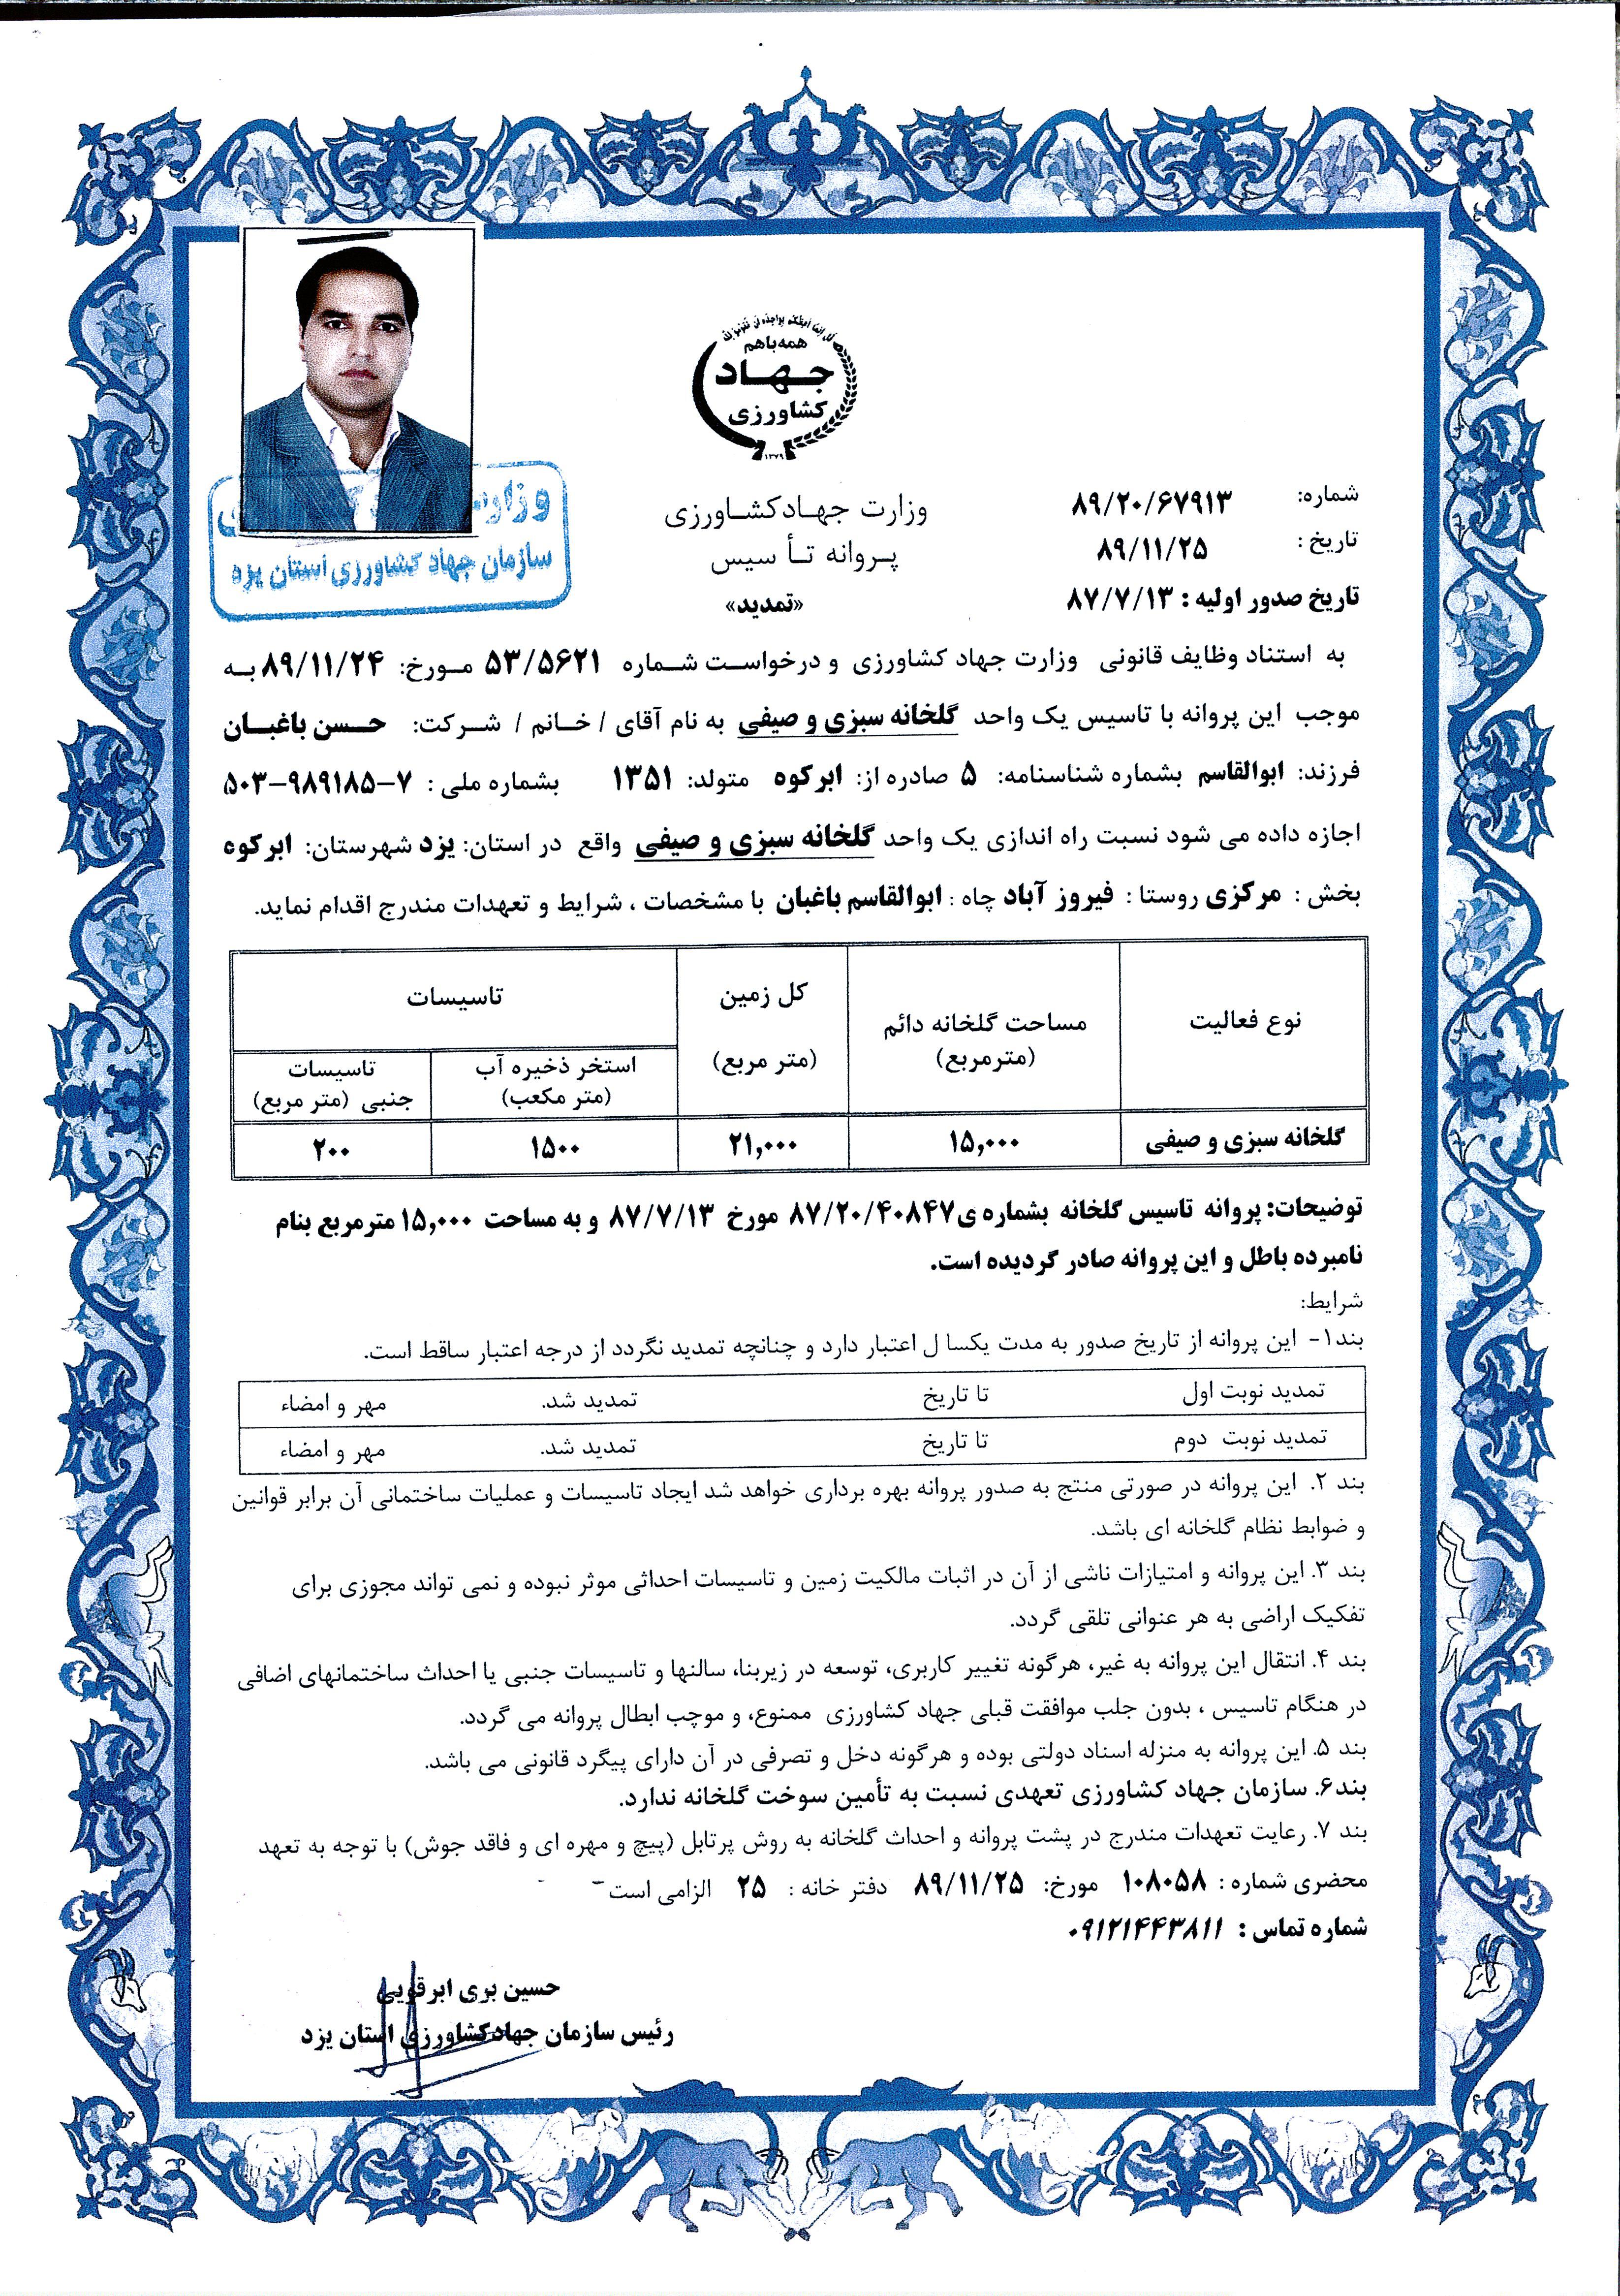 همه باهم
جهاد
کشاورزی
۱۳۷۹
وزارت جهادکشاورزی
پروانه تأسیس
«تمدید»
شماره: ۸۹/۲۰/۶۷۹۱۳
تاریخ : ۸۹/۱۱/۲۵
تاریخ صدور اولیه : ۸۷/۷/۱۳
سازمان جهاد کشاورزی استان یزد
به استناد وظایف قانونی وزارت جهاد کشاورزی و درخواست شماره ۵۳/۵۶۲۱ مورخ: ۸۹/۱۱/۲۴ به
موجب این پروانه با تاسیس یک واحد گلخانه سبزی و صیفی به نام آقای / خانم / شرکت: حسن باغبان
فرزند: ابوالقاسم بشماره شناسنامه: ۵ صادره از: ابرکوه متولد: ۱۳۵۱ بشماره ملی : ۷-۹۸۹۱۸۵-۵۰۳
اجازه داده می شود نسبت راه اندازی یک واحد گلخانه سبزی و صیفی واقع در استان: یزد شهرستان: ابرکوه
بخش : مرکزی روستا : فیروز آباد چاه : ابوالقاسم باغبان با مشخصات ، شرایط و تعهدات مندرج اقدام نماید.
نوع فعالیت
مساحت گلخانه دائم
(مترمربع)
کل زمین
(متر مربع)
تاسیسات
استخر ذخیره آب
(متر مکعب)
تاسیسات
جنبی (متر مربع)
گلخانه سبزی و صیفی ۱۵,۰۰۰ ۲۱,۰۰۰ ۱۵۰۰ ۲۰۰
توضیحات: پروانه تاسیس گلخانه بشماره ی ۸۷/۲۰/۴۰۸۴۷ مورخ ۸۷/۷/۱۳ و به مساحت ۱۵,۰۰۰ مترمربع بنام
نامبرده باطل و این پروانه صادر گردیده است.
شرایط:
بند۱- این پروانه از تاریخ صدور به مدت یکسا ل اعتبار دارد و چنانچه تمدید نگردد از درجه اعتبار ساقط است.
تمدید نوبت اول تا تاریخ تمدید شد. مهر و امضاء
تمدید نوبت دوم تا تاریخ تمدید شد. مهر و امضاء
بند ۲. این پروانه در صورتی منتج به صدور پروانه بهره برداری خواهد شد ایجاد تاسیسات و عملیات ساختمانی آن برابر قوانین
و ضوابط نظام گلخانه ای باشد.
بند ۳. این پروانه و امتیازات ناشی از آن در اثبات مالکیت زمین و تاسیسات احداثی موثر نبوده و نمی تواند مجوزی برای
تفکیک اراضی به هر عنوانی تلقی گردد.
بند ۴. انتقال این پروانه به غیر، هرگونه تغییر کاربری، توسعه در زیربنا، سالنها و تاسیسات جنبی یا احداث ساختمانهای اضافی
در هنگام تاسیس ، بدون جلب موافقت قبلی جهاد کشاورزی ممنوع، و موچب ابطال پروانه می گردد.
بند ۵. این پروانه به منزله اسناد دولتی بوده و هرگونه دخل و تصرفی در آن دارای پیگرد قانونی می باشد.
بند۶. سازمان جهاد کشاورزی تعهدی نسبت به تأمین سوخت گلخانه ندارد.
بند ۷. رعایت تعهدات مندرج در پشت پروانه و احداث گلخانه به روش پرتابل (پیچ و مهره ای و فاقد جوش) با توجه به تعهد
محضری شماره : ۱۰۸۰۵۸ مورخ: ۸۹/۱۱/۲۵ دفتر خانه : ۲۵ الزامی است
شماره تماس : ۰۹۱۲۱۴۴۳۸۱۱
حسین بری ابرقویی
رئیس سازمان جهادکشاورزی استان یزد